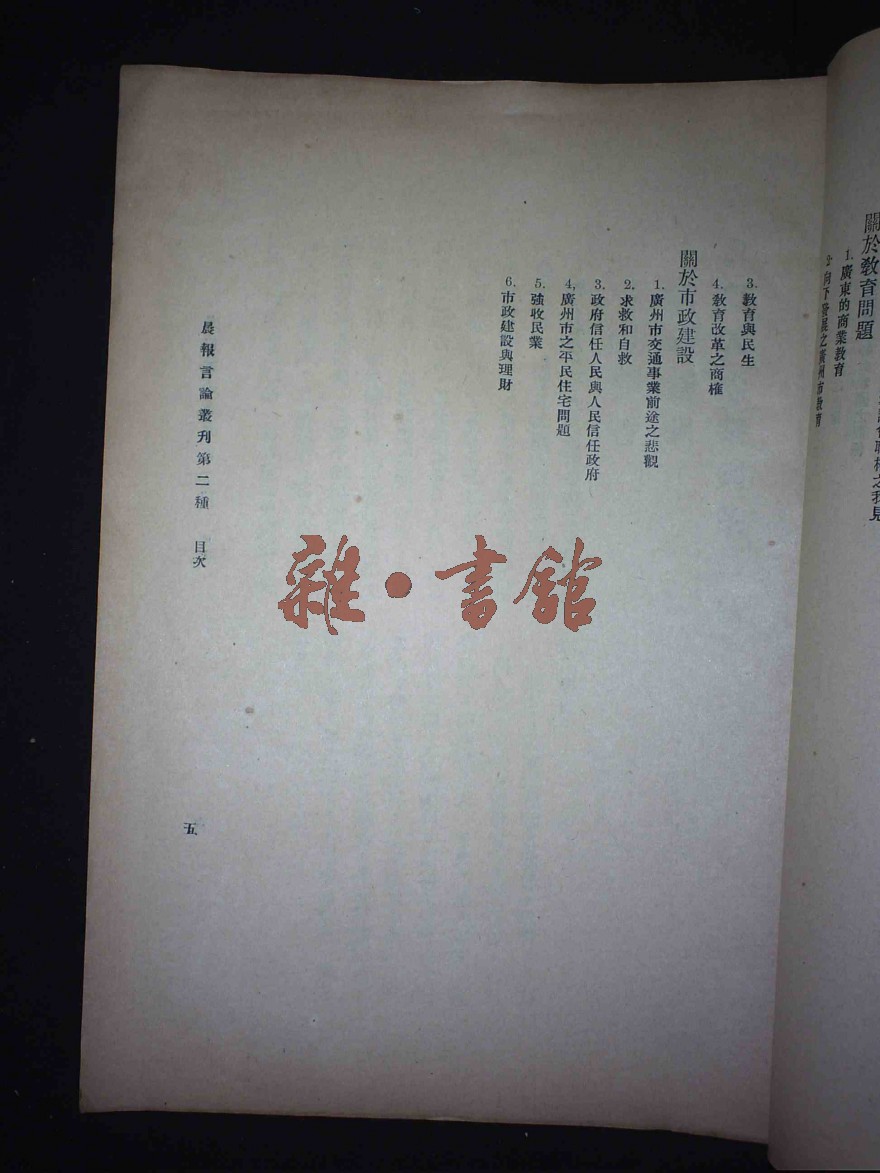 關於教育問題
1. 廣東的商業教育
2. 向下發展之廣州市教育
3. 教育與民生
4. 教育改革之商榷
關於市政建設
1. 廣州市交通事業前途之悲觀
2. 求救和自救
3. 政府信任人民與人民信任政府
4. 廣州市之平民住宅問題
5. 強收民業
6. 市政建設與理財
晨報言論叢刊第二種 目次
五
雜·書館